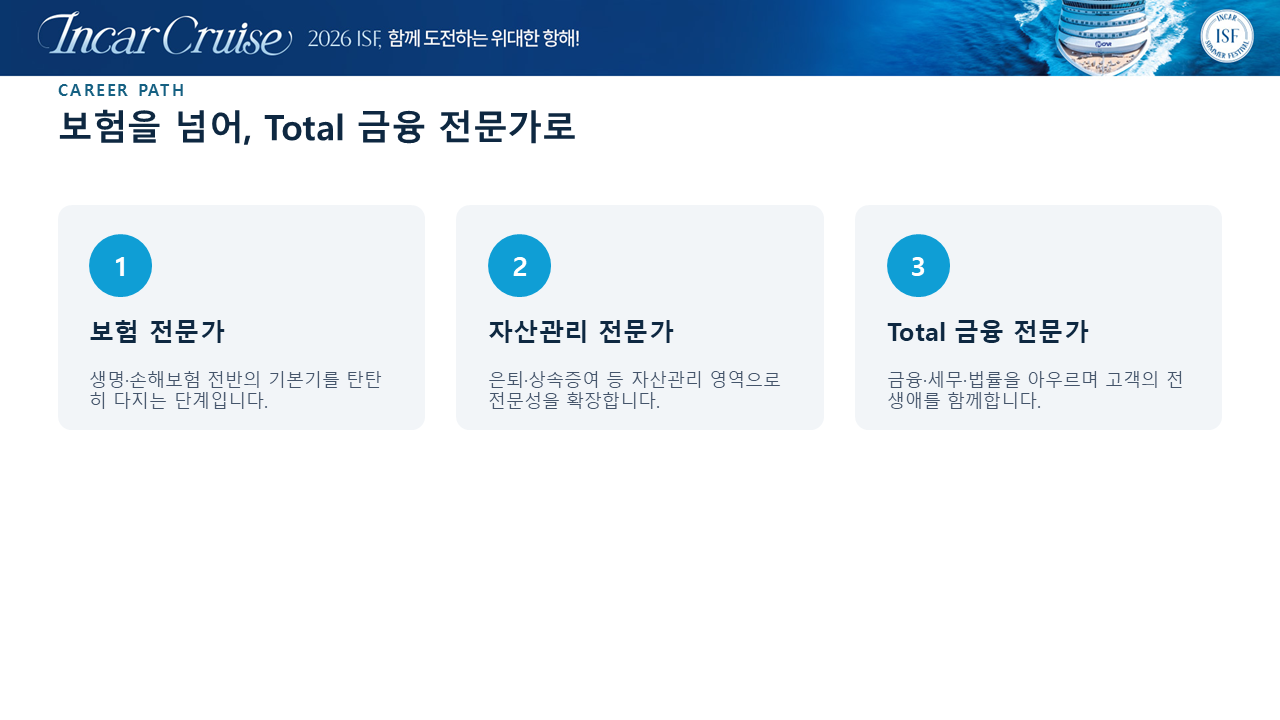 Incar Cruise 2026 ISF, 함께 도전하는 위대한 항해!
INCAR
ISF
SUMMER FESTIVAL
CAREER PATH
보험을 넘어, Total 금융 전문가로
1
보험 전문가
생명·손해보험 전반의 기본기를 탄탄
히 다지는 단계입니다.
2
자산관리 전문가
은퇴·상속증여 등 자산관리 영역으로
전문성을 확장합니다.
3
Total 금융 전문가
금융·세무·법률을 아우르며 고객의 전
생애를 함께합니다.